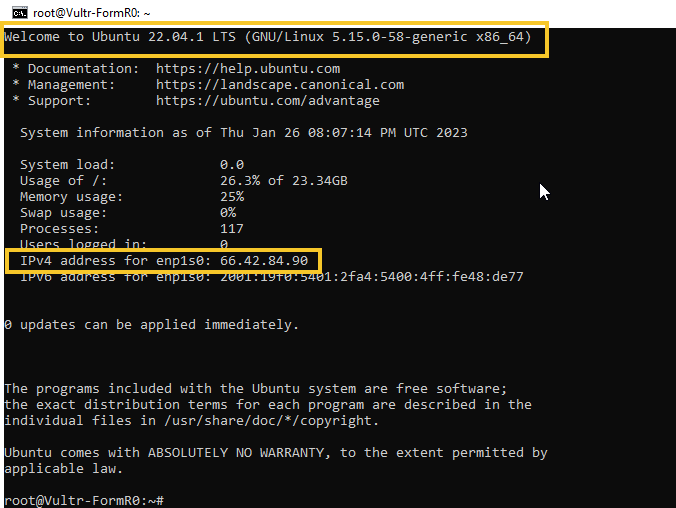 root@Vultr-FormR0: ~
Welcome to Ubuntu 22.04.1 LTS (GNU/Linux 5.15.0-58-generic x86_64)
* Documentation:  https://help.ubuntu.com
* Management:     https://landscape.canonical.com
* Support:        https://ubuntu.com/advantage
System information as of Thu Jan 26 08:07:14 PM UTC 2023
System load:             0.0
Usage of /:              26.3% of 23.34GB
Memory usage:            25%
Swap usage:              0%
Processes:               117
Users logged in:         0
IPv4 address for enp1s0: 66.42.84.90
IPv6 address for enp1s0: 2001:19f0:5401:2fa4:5400:4ff:fe48:de77
0 updates can be applied immediately.
The programs included with the Ubuntu system are free software;
the exact distribution terms for each program are described in the
individual files in /usr/share/doc/*/copyright.
Ubuntu comes with ABSOLUTELY NO WARRANTY, to the extent permitted by
applicable law.
root@Vultr-FormR0:~#